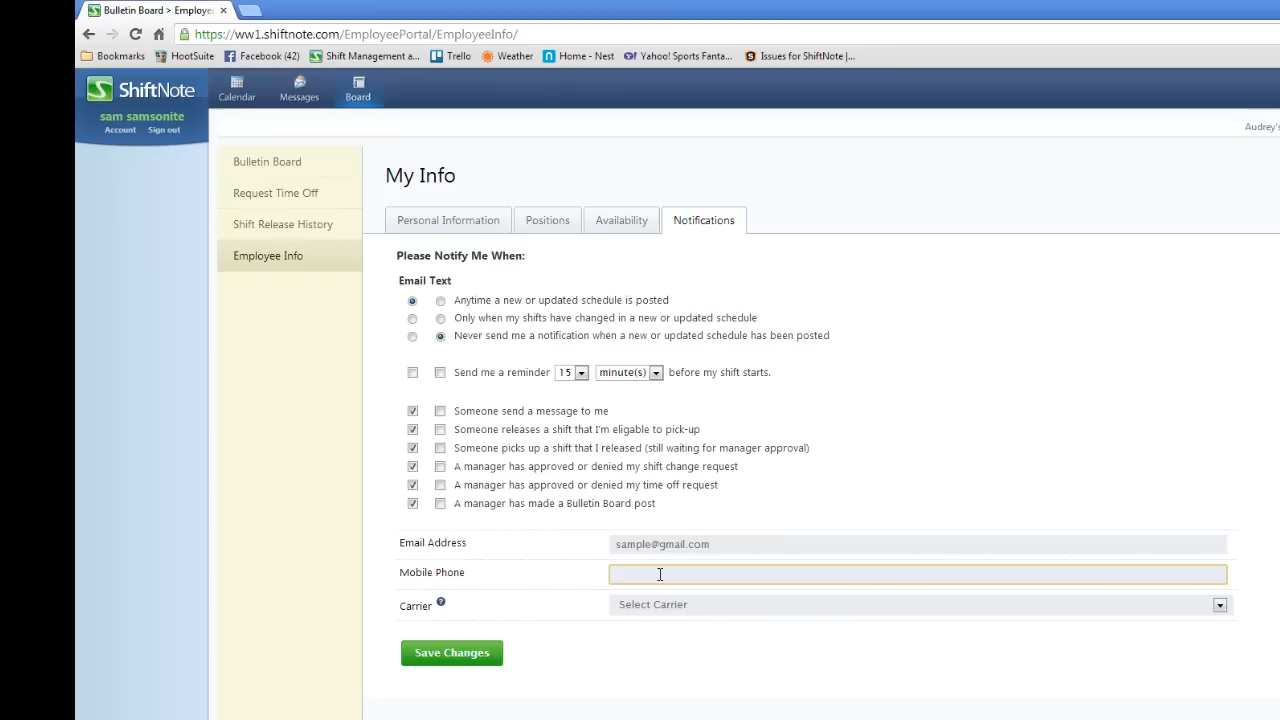 Bulletin Board > Employee
https://ww1.shiftnote.com/EmployeePortal/EmployeeInfo/
Bookmarks HootSuite Facebook (42) Shift Management a... Trello Weather Home - Nest Yahoo! Sports Fanta... Issues for ShiftNote |...
ShiftNote
Calendar Messages Board
sam samsonite
Account Sign out
Audrey's
Bulletin Board
Request Time Off
Shift Release History
Employee Info
My Info
Personal Information Positions Availability Notifications
Please Notify Me When:
Email Text
Anytime a new or updated schedule is posted
Only when my shifts have changed in a new or updated schedule
Never send me a notification when a new or updated schedule has been posted
Send me a reminder 15 minute(s) before my shift starts.
Someone send a message to me
Someone releases a shift that I'm eligable to pick-up
Someone picks up a shift that I released (still waiting for manager approval)
A manager has approved or denied my shift change request
A manager has approved or denied my time off request
A manager has made a Bulletin Board post
Email Address sample@gmail.com
Mobile Phone
Carrier ? Select Carrier
Save Changes